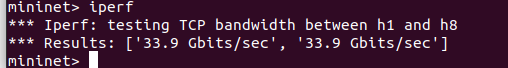 mininet> iperf
*** Iperf: testing TCP bandwidth between h1 and h8
*** Results: ['33.9 Gbits/sec', '33.9 Gbits/sec']
mininet>